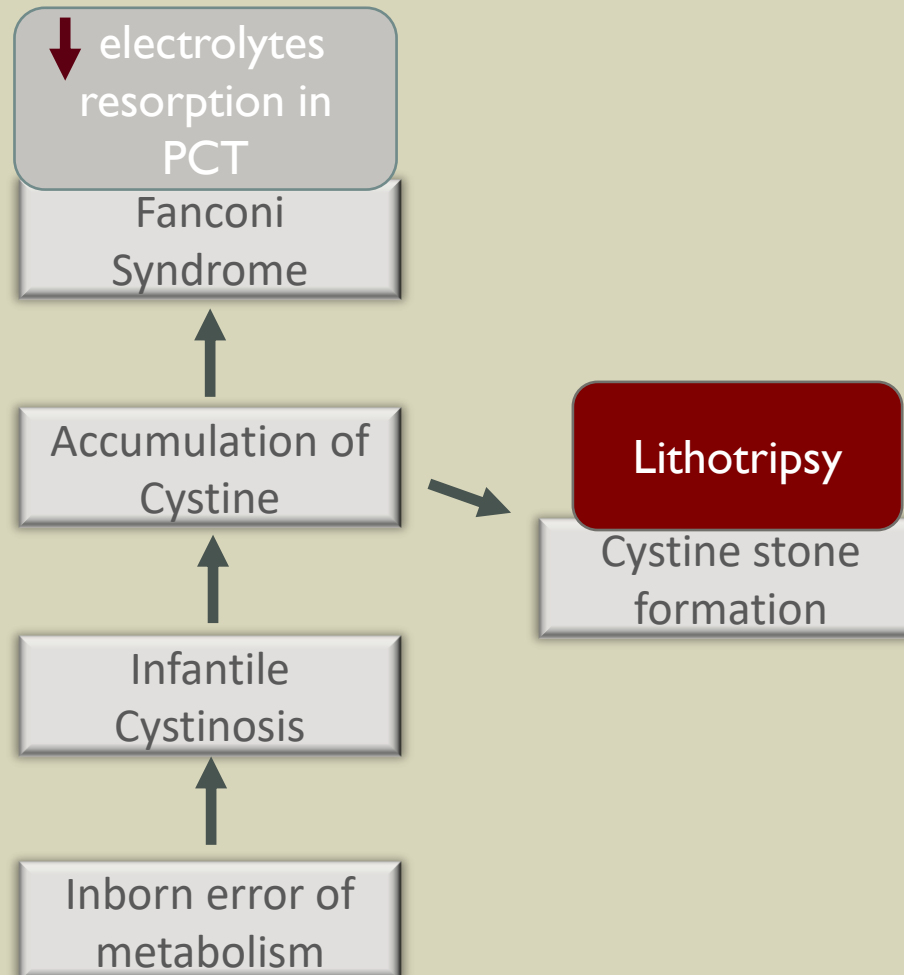 electrolytes
resorption in
PCT
Fanconi
Syndrome
Accumulation of
Cystine
Lithotripsy
Cystine stone
formation
Infantile
Cystinosis
Inborn error of
metabolism